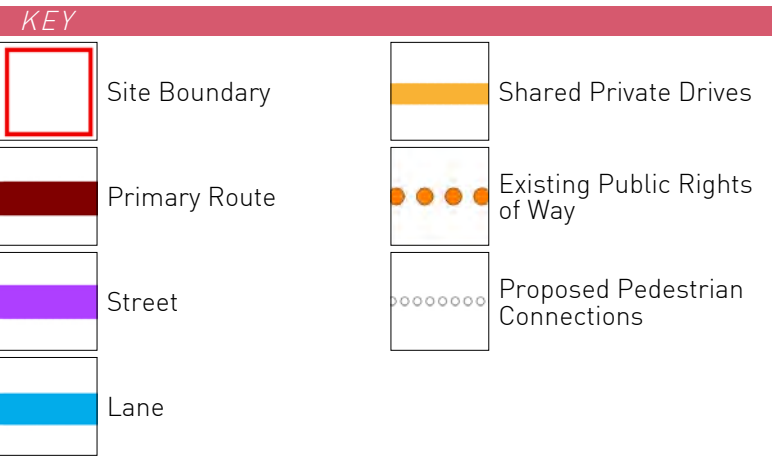 KEY
Site Boundary
Primary Route
Street
Lane
Shared Private Drives
Existing Public Rights
of Way
Proposed Pedestrian
Connections